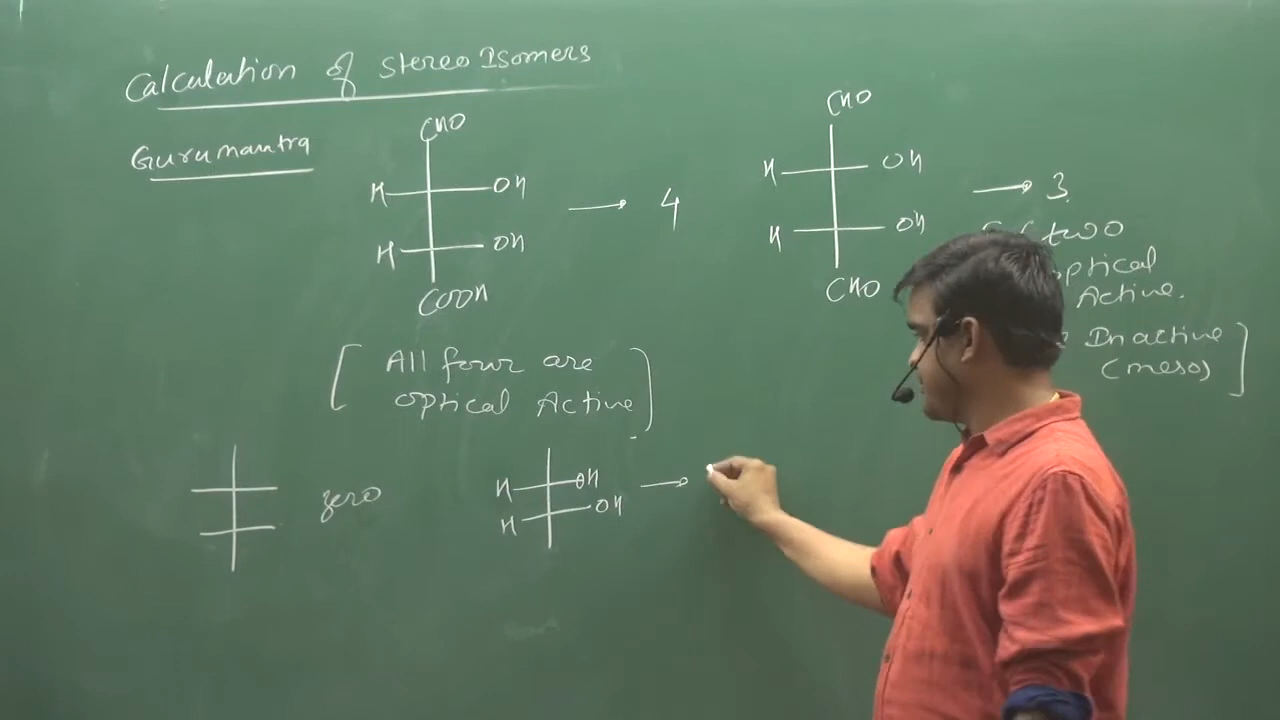 Calculation of stereo Isomers
Gurumantra
CHO
H OH
H OH
COOH
→ 4
[ All four are
optical Active ]
CHO
H OH
H OH
CHO
→ 3.
two
optical
Active.
Inactive
(meso) ]
zero
H OH
H OH
→